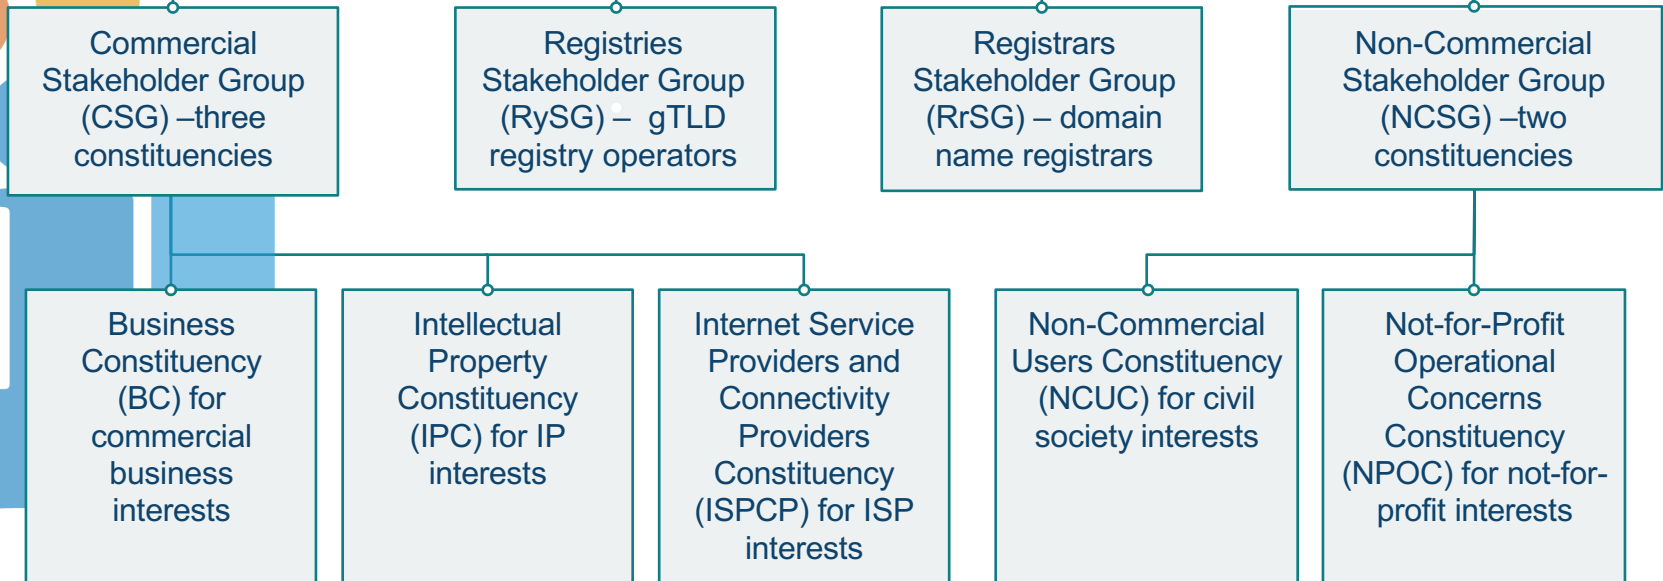 Commercial
Stakeholder Group
(CSG) –three
constituencies
Registries
Stakeholder Group
(RySG) – gTLD
registry operators
Registrars
Stakeholder Group
(RrSG) – domain
name registrars
Non-Commercial
Stakeholder Group
(NCSG) –two
constituencies
Business
Constituency
(BC) for
commercial
business
interests
Intellectual
Property
Constituency
(IPC) for IP
interests
Internet Service
Providers and
Connectivity
Providers
Constituency
(ISPCP) for ISP
interests
Non-Commercial
Users Constituency
(NCUC) for civil
society interests
Not-for-Profit
Operational
Concerns
Constituency
(NPOC) for not-for-
profit interests